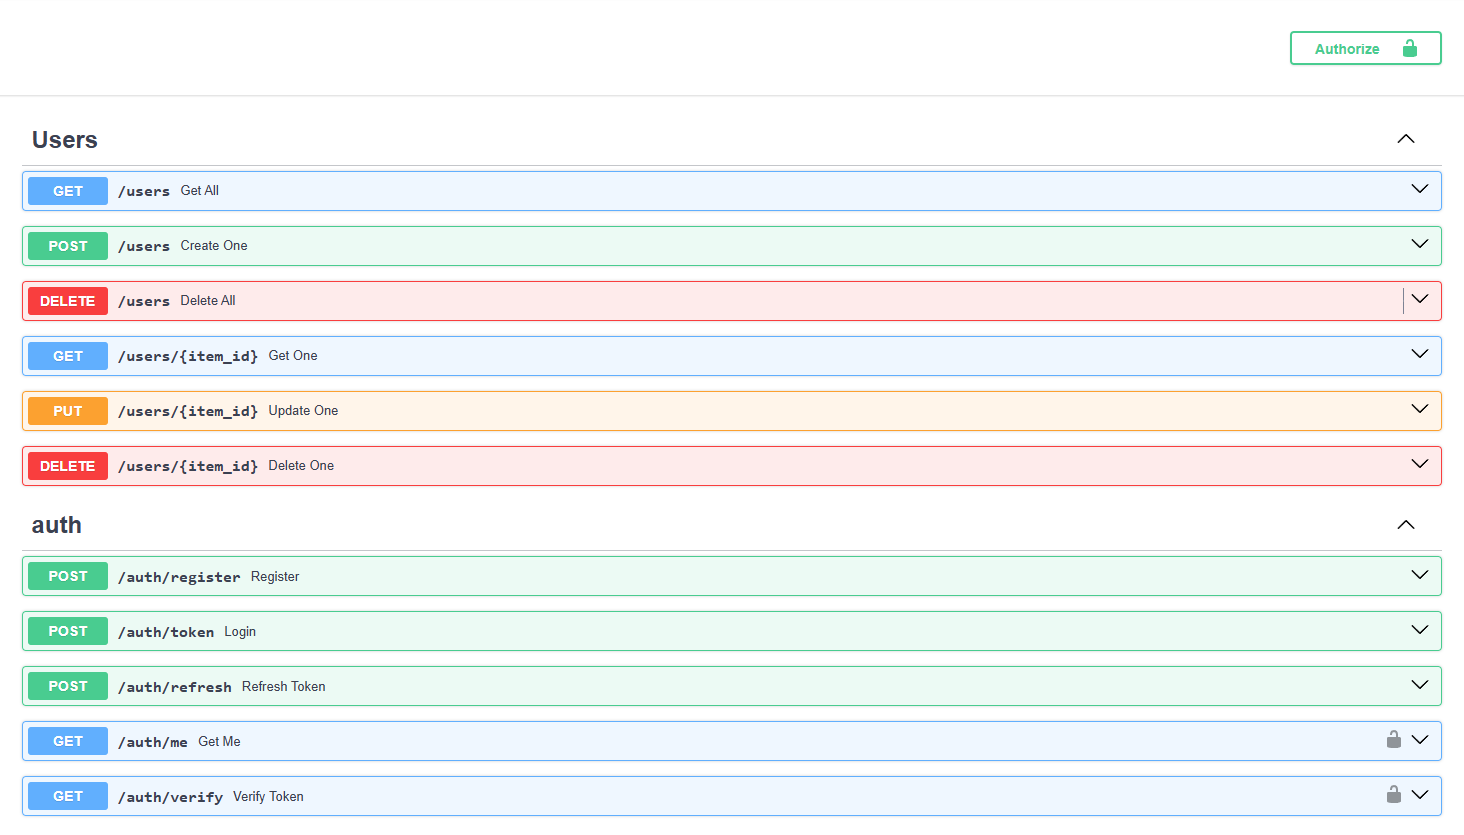 Authorize
Users
GET /users Get All
POST /users Create One
DELETE /users Delete All
GET /users/{item_id} Get One
PUT /users/{item_id} Update One
DELETE /users/{item_id} Delete One
auth
POST /auth/register Register
POST /auth/token Login
POST /auth/refresh Refresh Token
GET /auth/me Get Me
GET /auth/verify Verify Token